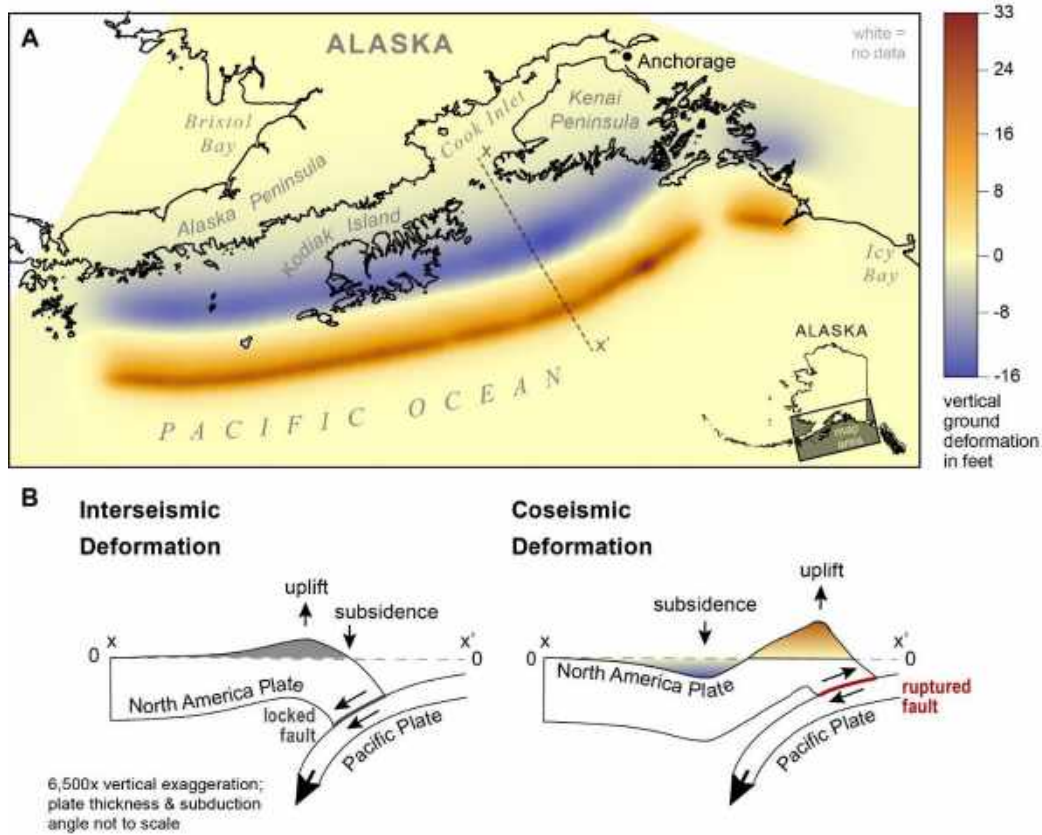 A
ALASKA
white =
no data
Anchorage
Bristol
Bay
Cook Inlet
Kenai
Peninsula
Alaska Peninsula
Kodiak Island
x
x'
Icy
Bay
PACIFIC OCEAN
ALASKA
map
area
33
24
16
8
0
-8
-16
vertical
ground
deformation
in feet
B
Interseismic
Deformation
uplift
subsidence
x
x'
0
0
North America Plate
locked
fault
Pacific Plate
6,500x vertical exaggeration;
plate thickness & subduction
angle not to scale
Coseismic
Deformation
uplift
subsidence
x
x'
0
0
North America Plate
ruptured
fault
Pacific Plate